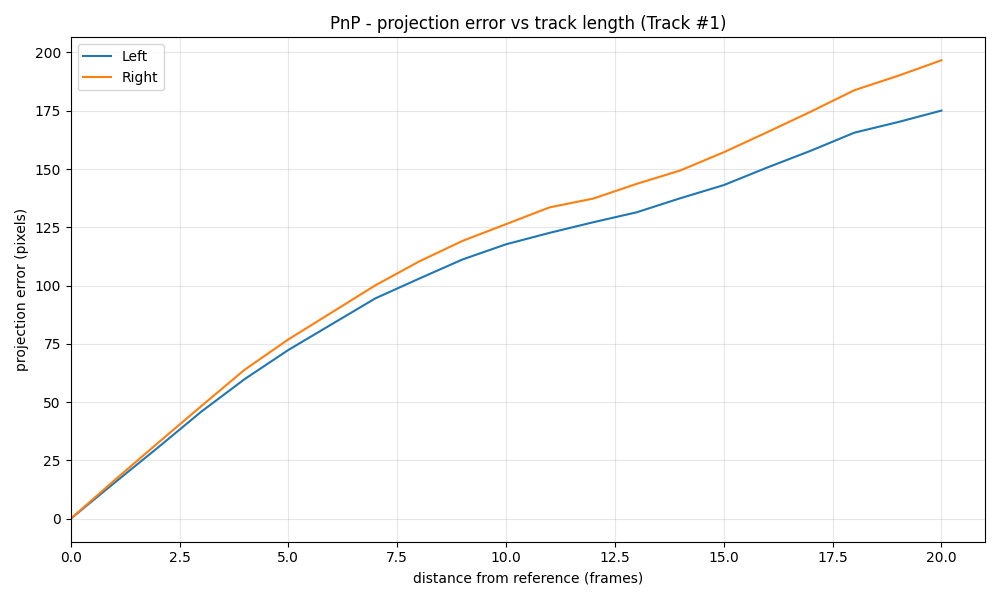 PnP - projection error vs track length (Track #1)
Left
Right
projection error (pixels)
200
175
150
125
100
75
50
25
0
0.0 2.5 5.0 7.5 10.0 12.5 15.0 17.5 20.0
distance from reference (frames)